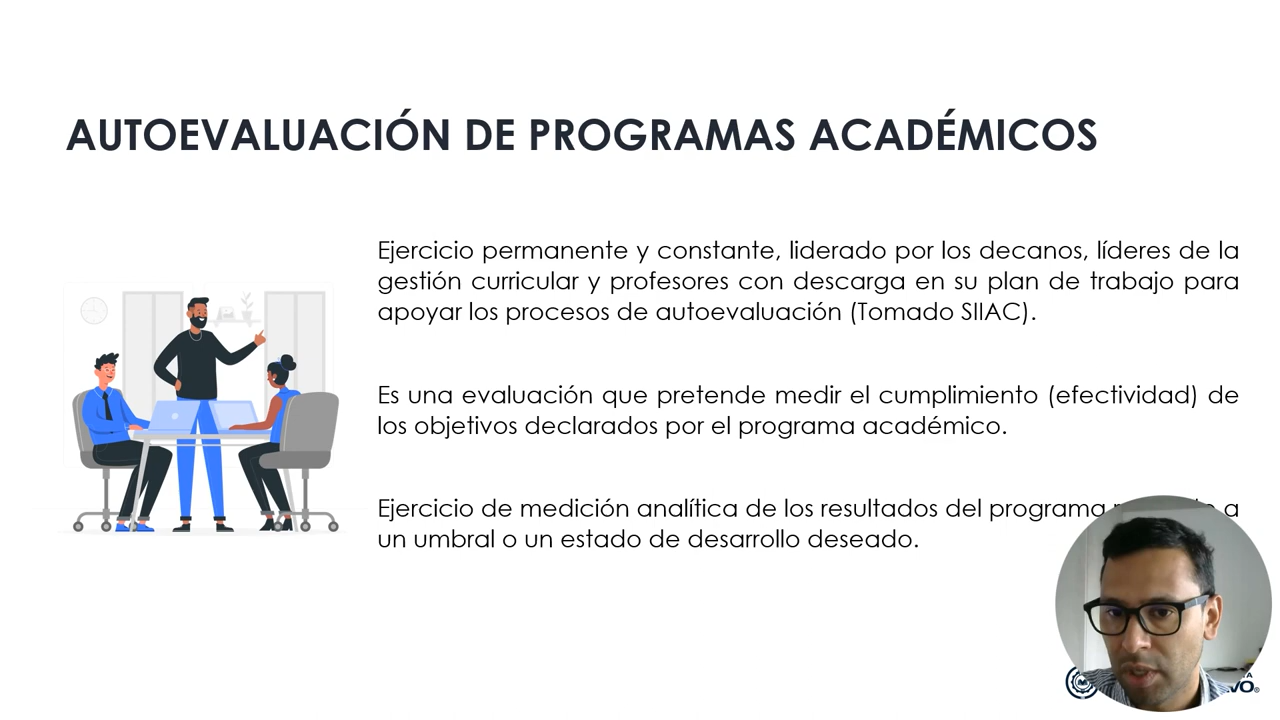 AUTOEVALUACIÓN DE PROGRAMAS ACADÉMICOS
Ejercicio permanente y constante, liderado por los decanos, líderes de la
gestión curricular y profesores con descarga en su plan de trabajo para
apoyar los procesos de autoevaluación (Tomado SIIAC).
Es una evaluación que pretende medir el cumplimiento (efectividad) de
los objetivos declarados por el programa académico.
Ejercicio de medición analítica de los resultados del programa a
un umbral o un estado de desarrollo deseado.